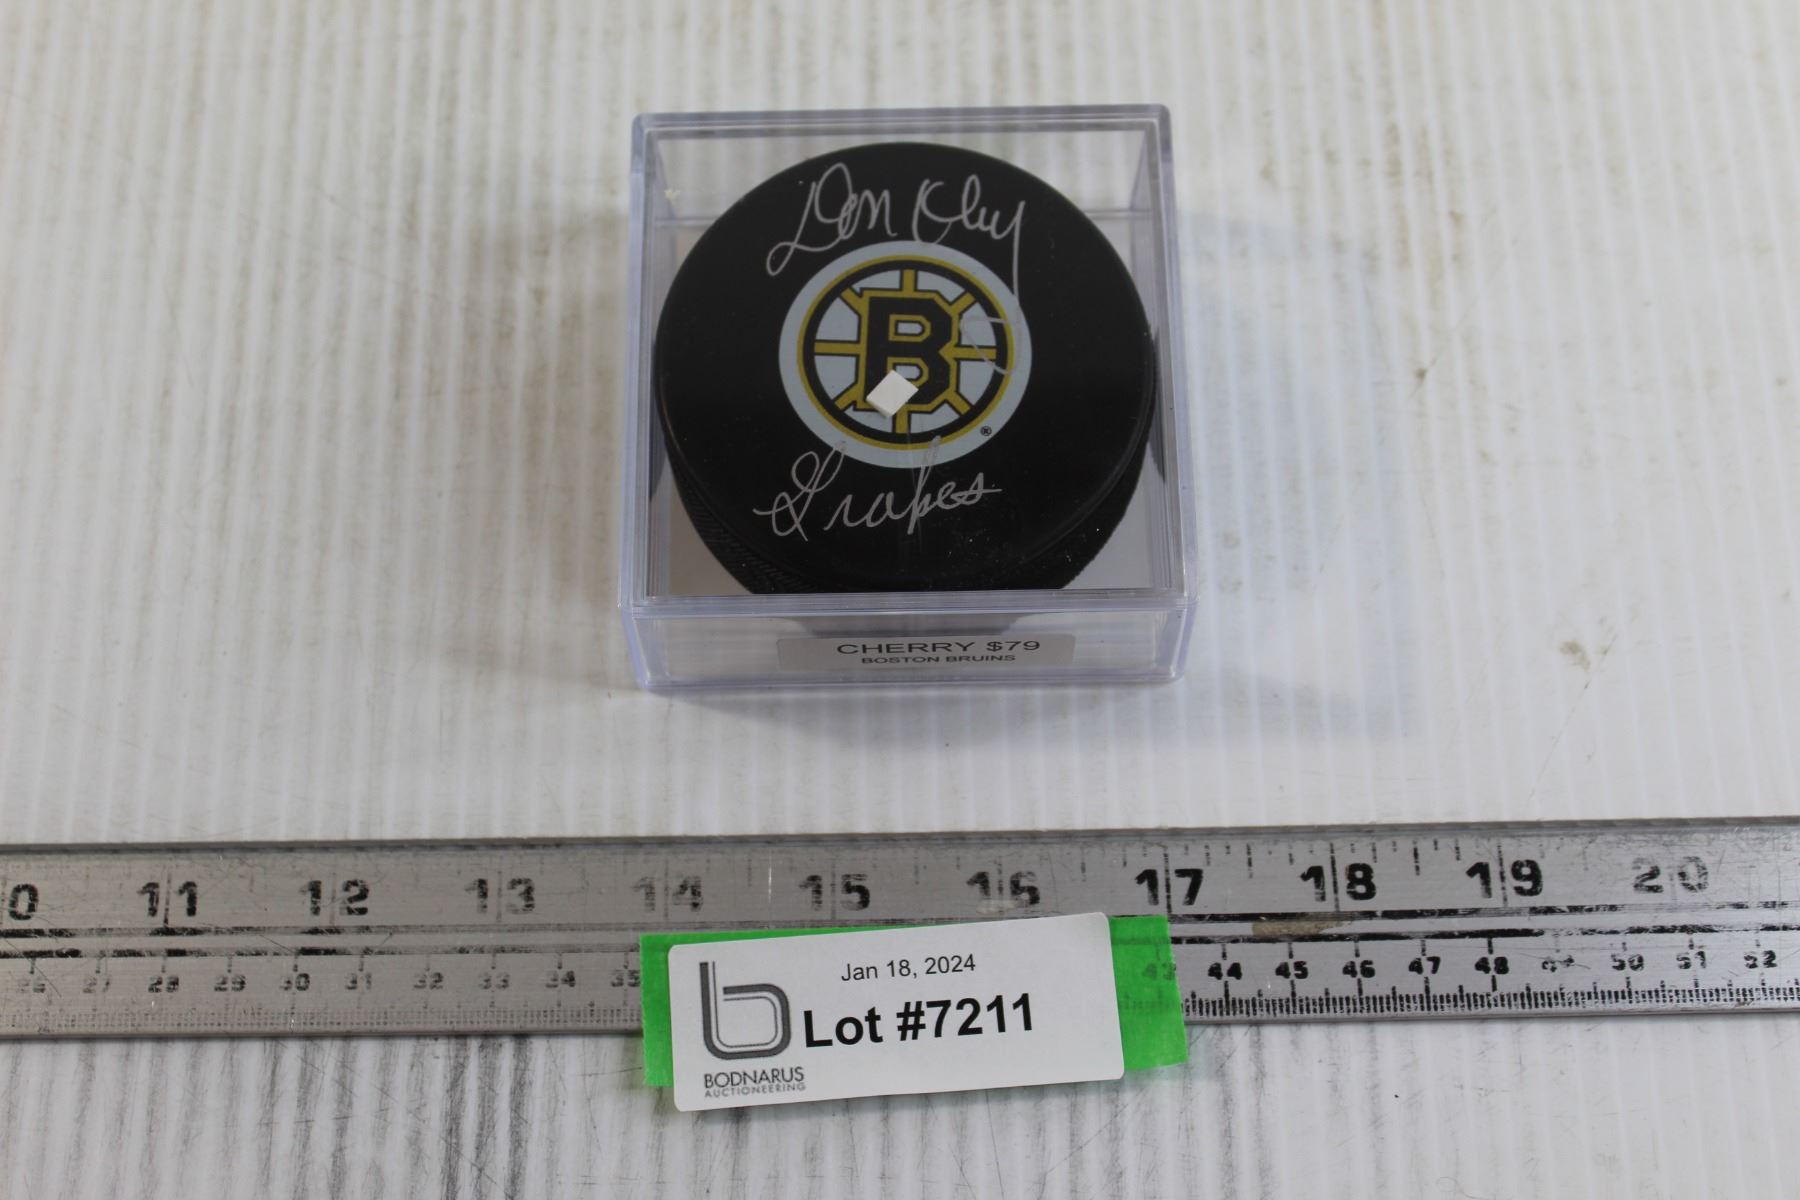 Don Cherry
B
®
Grapes
CHERRY $79
BOSTON BRUINS
0 11 12 13 14 15 16 17 18 19 20
26 27 28 29 30 31 32 33 34 35 43 44 45 46 47 48 49 50 51 52
Jan 18, 2024
b Lot #7211
BODNARUS
AUCTIONEERING